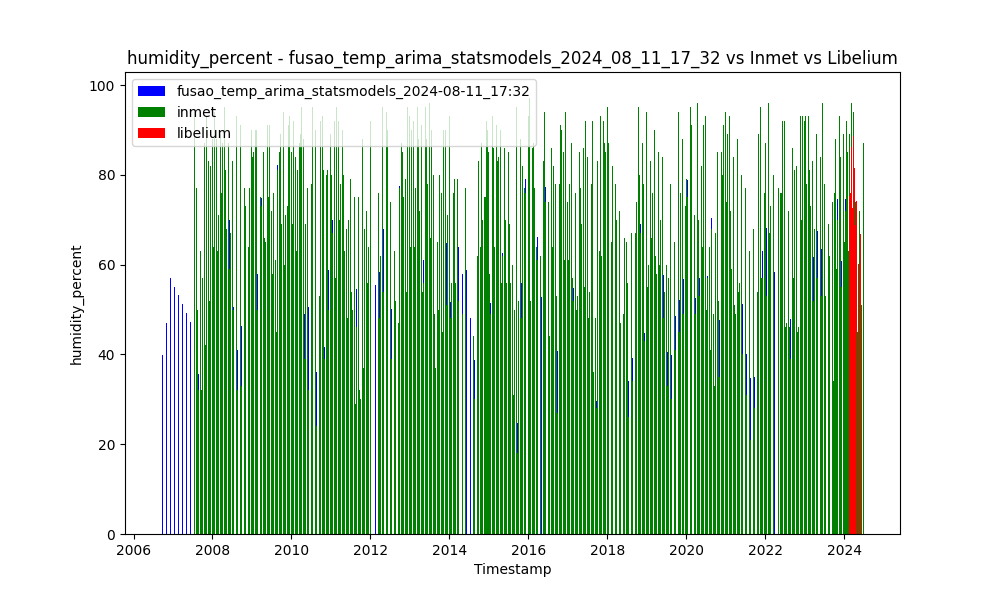 humidity_percent - fusao_temp_arima_statsmodels_2024_08_11_17_32 vs Inmet vs Libelium
100
80
60
40
20
0
humidity_percent
fusao_temp_arima_statsmodels_2024-08-11_17:32
inmet
libelium
2006 2008 2010 2012 2014 2016 2018 2020 2022 2024
Timestamp